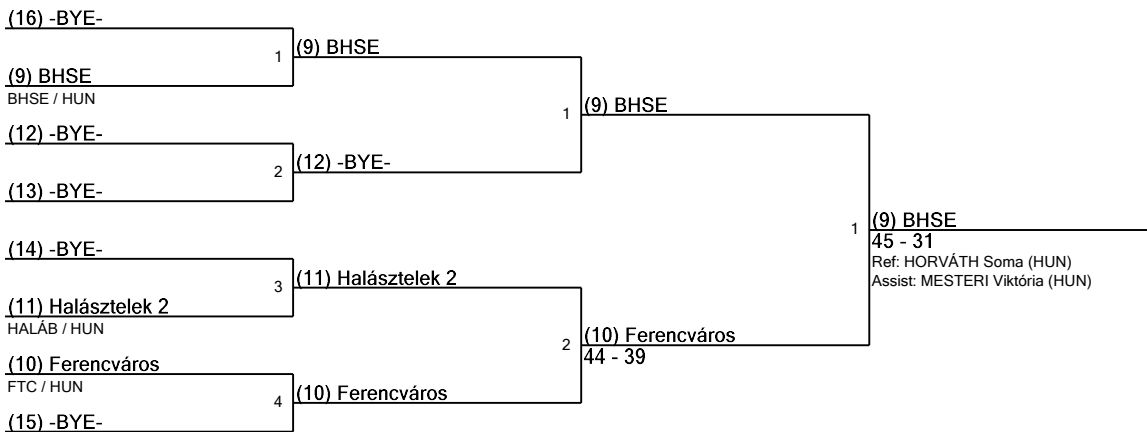 (16) -BYE-
1
(9) BHSE
(9) BHSE
BHSE / HUN
1
(9) BHSE
(12) -BYE-
2
(12) -BYE-
(13) -BYE-
1
(9) BHSE
45 - 31
Ref: HORVÁTH Soma (HUN)
Assist: MESTERI Viktória (HUN)
(14) -BYE-
3
(11) Halásztelek 2
(11) Halásztelek 2
HALÁB / HUN
2
(10) Ferencváros
44 - 39
(10) Ferencváros
FTC / HUN
4
(10) Ferencváros
(15) -BYE-